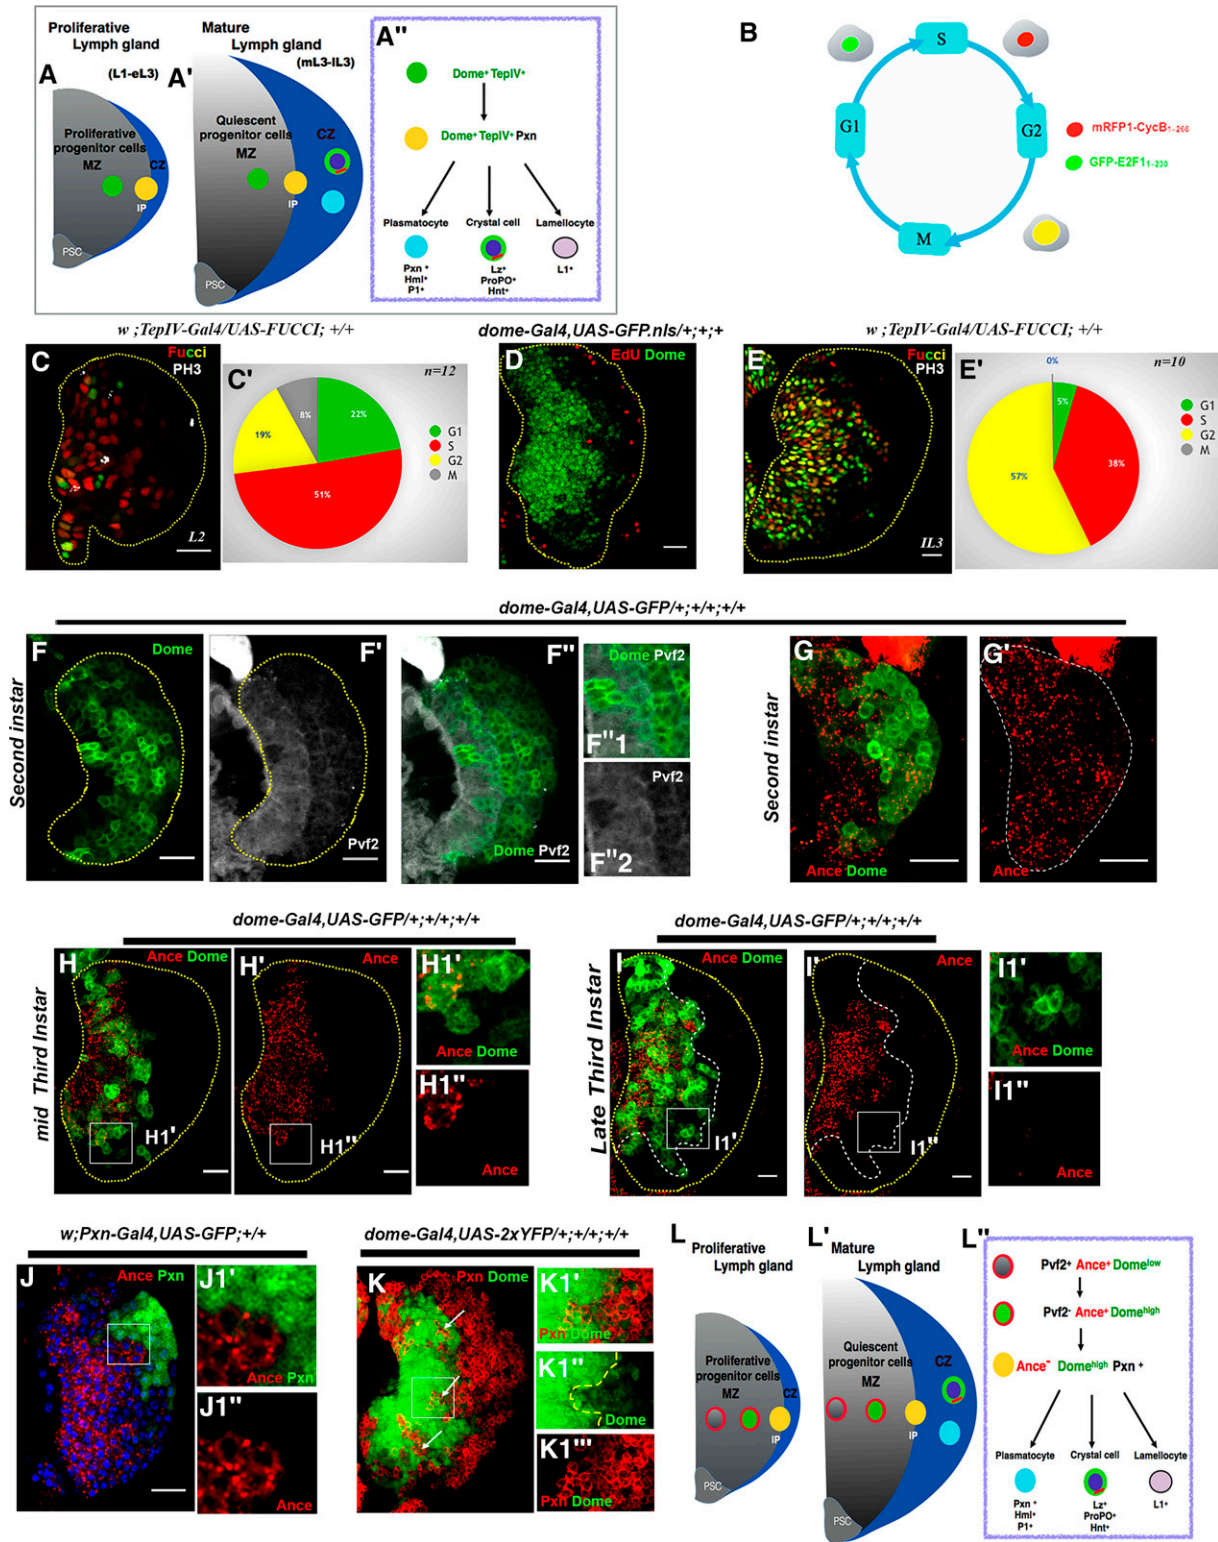 Proliferative
Lymph gland
(L1-eL3)
A
Proliferative
progenitor cells
MZ
CZ
IP
PSC
Mature
Lymph gland
(mL3-lL3)
A'
Quiescent
progenitor cells
MZ
CZ
IP
PSC
A"
Dome⁺ TepIV⁺
Dome⁺ TepIV⁺ Pxn
Plasmatocyte
Crystal cell
Lamellocyte
Pxn ⁺
Hml⁺
P1⁺
Lz⁺
ProPO⁺
Hnt⁺
L1⁺
B
S
G1
G2
M
mRFP1-CycB₁₋₂₆₆
GFP-E2F1₁₋₂₃₀
w ;TepIV-Gal4/UAS-FUCCI; +/+
C
Fucci
PH3
L2
C'
n=12
22%
51%
19%
8%
G1
S
G2
M
dome-Gal4,UAS-GFP.nls/+;+;+
D
EdU Dome
w ;TepIV-Gal4/UAS-FUCCI; +/+
E
Fucci
PH3
lL3
E'
n=10
0%
5%
38%
57%
G1
S
G2
M
dome-Gal4,UAS-GFP/+;+/+;+/+
Second instar
F
Dome
F'
Pvf2
F"
Dome Pvf2
Dome Pvf2
F"1
Pvf2
F"2
Second instar
G
Ance Dome
G'
Ance
dome-Gal4,UAS-GFP/+;+/+;+/+
mid Third Instar
H
Ance Dome
H1'
H'
Ance
H1"
H1'
Ance Dome
H1"
Ance
dome-Gal4,UAS-GFP/+;+/+;+/+
Late Third Instar
I
Ance Dome
I1'
I'
Ance
I1"
I1'
Ance Dome
I1"
Ance
w;Pxn-Gal4,UAS-GFP;+/+
J
Ance Pxn
J1'
Ance Pxn
J1"
Ance
dome-Gal4,UAS-2xYFP/+;+/+;+/+
K
Pxn Dome
K1'
Pxn Dome
K1"
Dome
K1'''
Pxn Dome
L
Proliferative
Lymph gland
Proliferative
progenitor cells
MZ
CZ
IP
PSC
L'
Mature
Lymph gland
Quiescent
progenitor cells
MZ
CZ
IP
PSC
L"
Pvf2⁺ Ance⁺ Domeˡᵒʷ
Pvf2⁻ Ance⁺ Domeʰⁱᵍʰ
Ance⁻ Domeʰⁱᵍʰ Pxn ⁺
Plasmatocyte
Crystal cell
Lamellocyte
Pxn ⁺
Hml⁺
P1⁺
Lz⁺
ProPO⁺
Hnt⁺
L1⁺